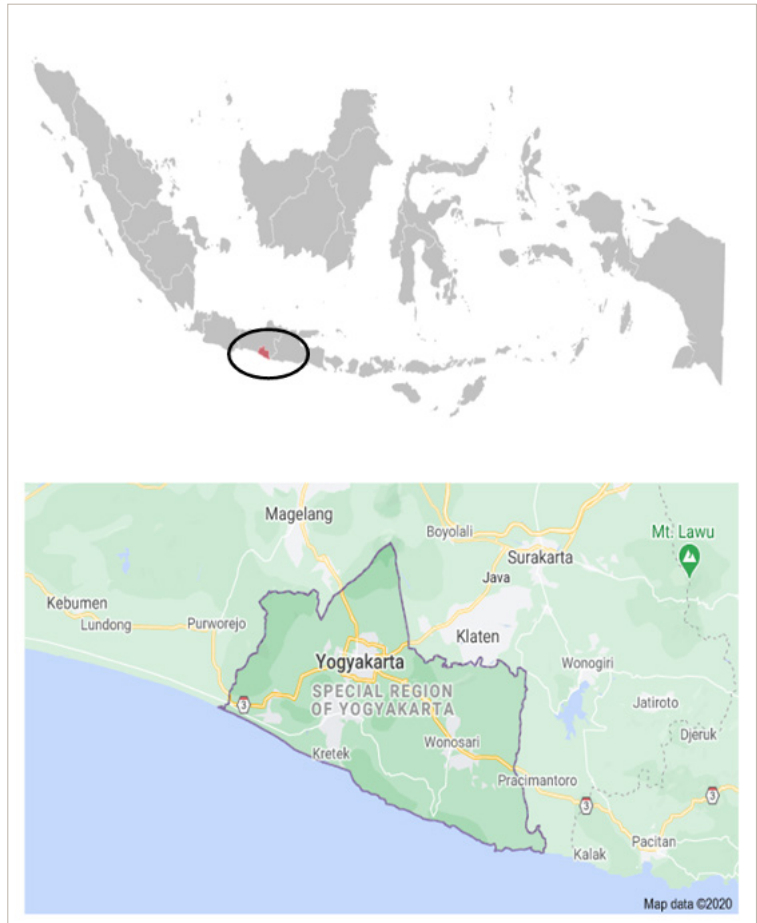 Magelang
Boyolali
Mt. Lawu
Surakarta
Java
Kebumen
Lundong
Purworejo
Klaten
Yogyakarta
Wonogiri
SPECIAL REGION
OF YOGYAKARTA
3
Jatiroto
Kretek
Wonosari
Djeruk
Pracimantoro
3
3
Pacitan
Kalak
Map data ©2020